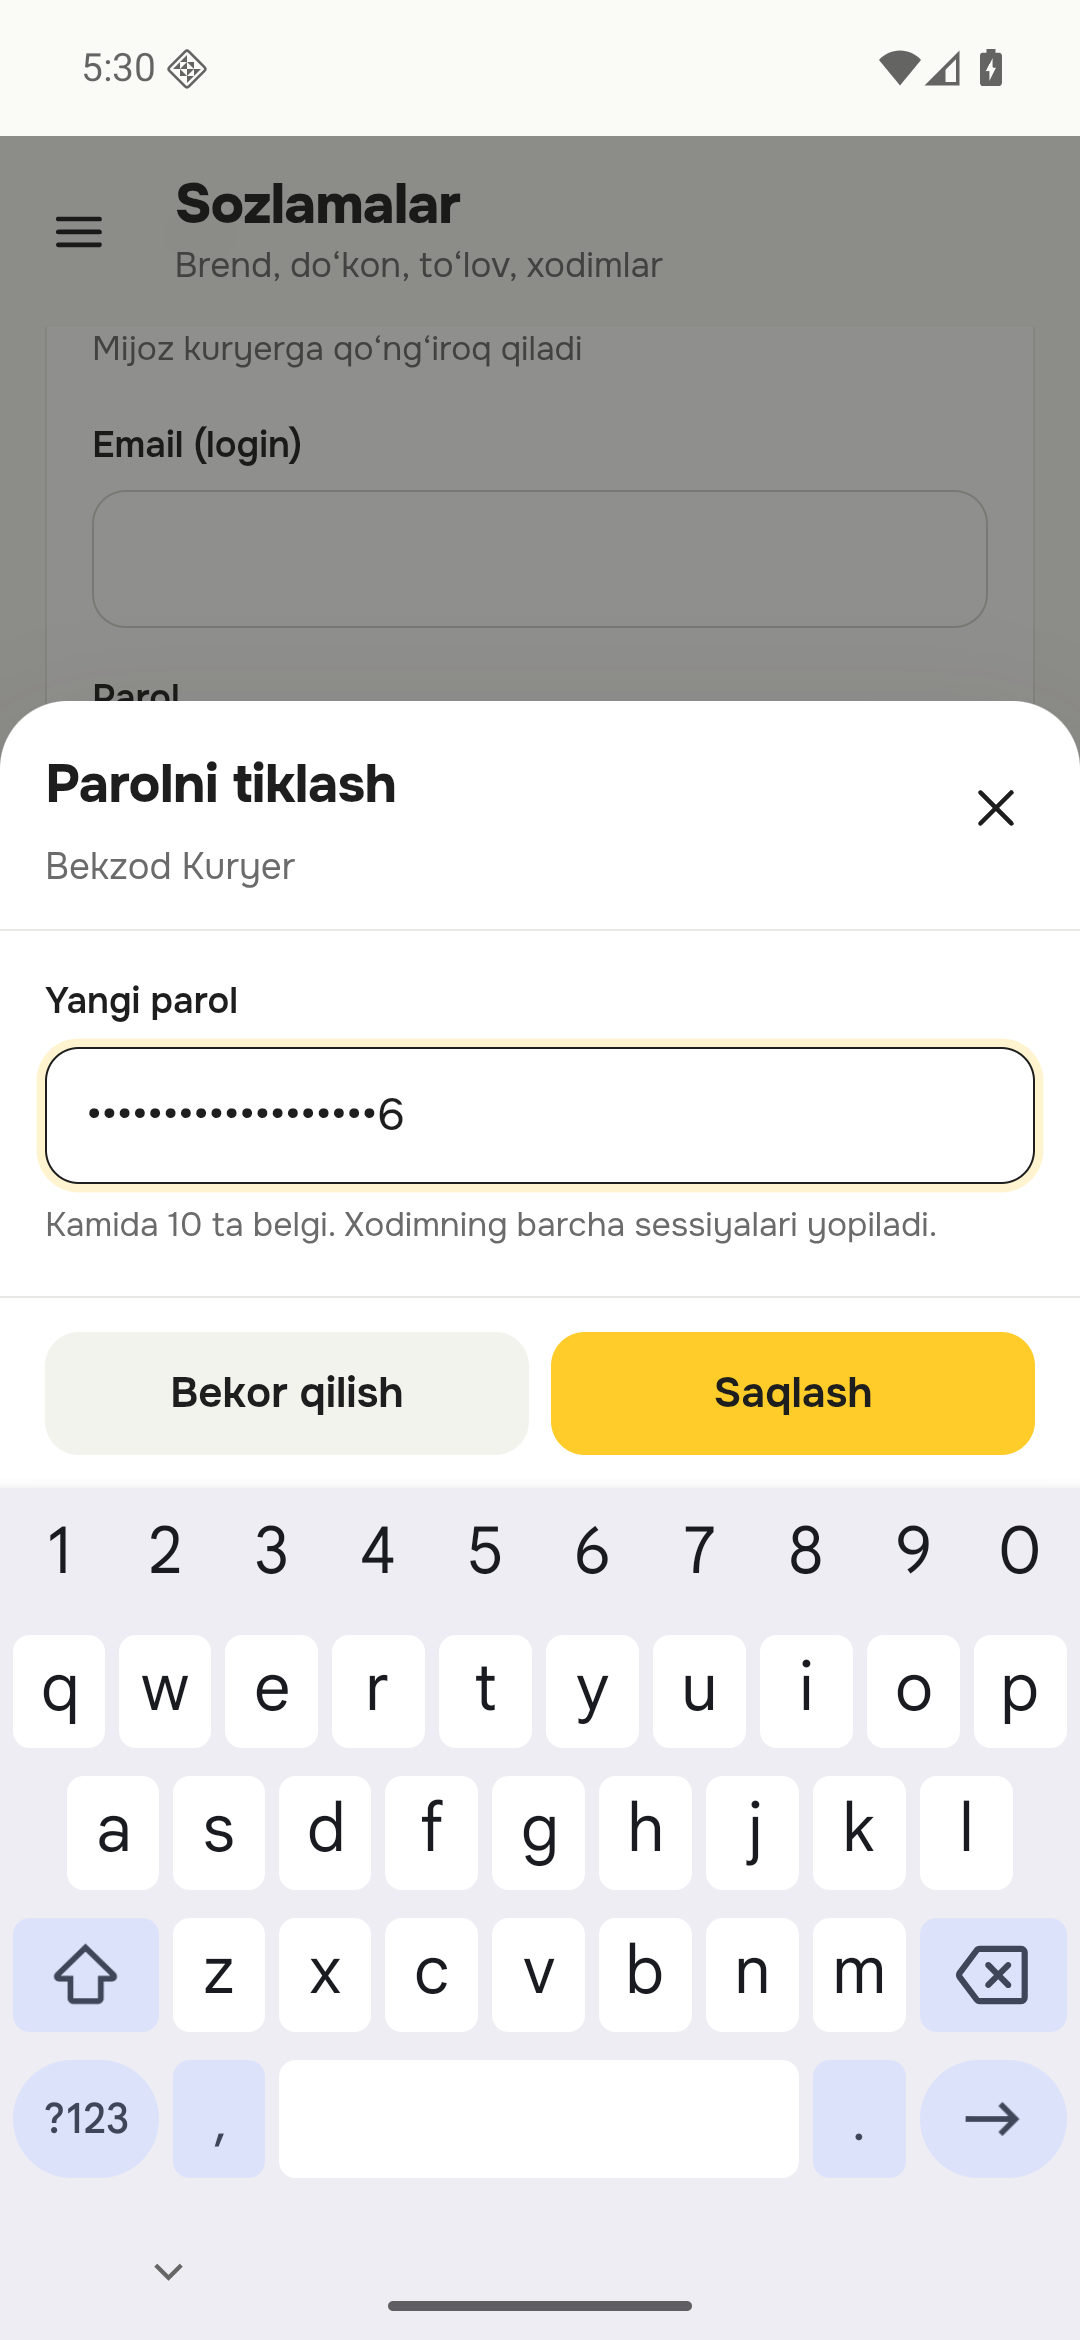 5:30
Sozlamalar
Brend, do‘kon, to‘lov, xodimlar
Mijoz kuryerga qo‘ng‘iroq qiladi
Email (login)
Parol
Parolni tiklash
Bekzod Kuryer
Yangi parol
•••••••••••••••••••6
Kamida 10 ta belgi. Xodimning barcha sessiyalari yopiladi.
Bekor qilish Saqlash
1 2 3 4 5 6 7 8 9 0
q w e r t y u i o p
a s d f g h j k l
z x c v b n m
?123 , .